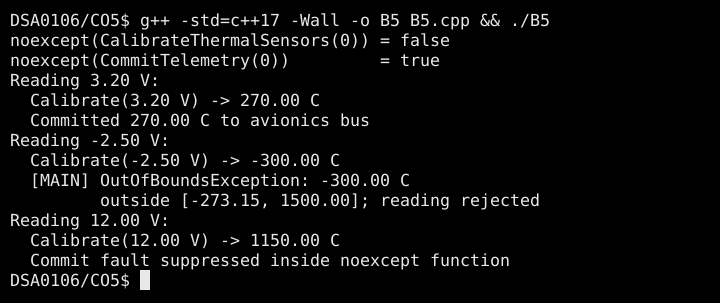 DSA0106/CO5$ g++ -std=c++17 -Wall -o B5 B5.cpp && ./B5
noexcept(CalibrateThermalSensors(0)) = false
noexcept(CommitTelemetry(0))         = true
Reading 3.20 V:
  Calibrate(3.20 V) -> 270.00 C
  Committed 270.00 C to avionics bus
Reading -2.50 V:
  Calibrate(-2.50 V) -> -300.00 C
  [MAIN] OutOfBoundsException: -300.00 C
         outside [-273.15, 1500.00]; reading rejected
Reading 12.00 V:
  Calibrate(12.00 V) -> 1150.00 C
  Commit fault suppressed inside noexcept function
DSA0106/CO5$